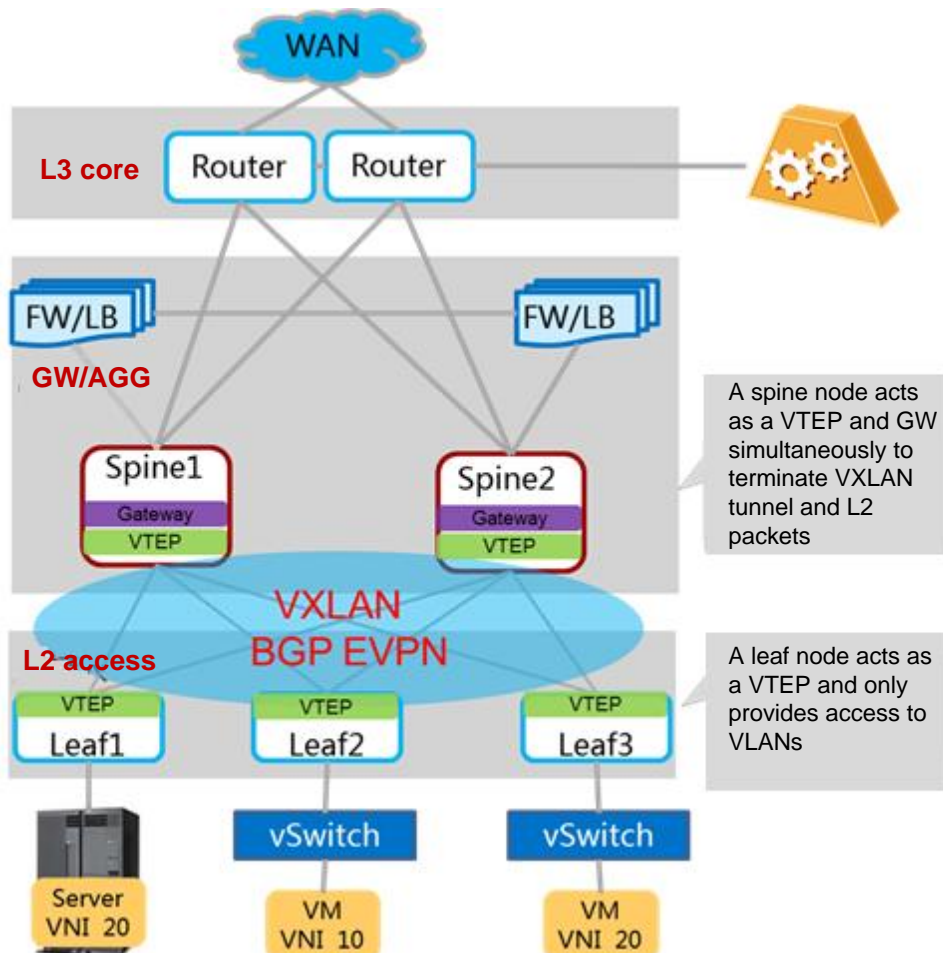 WAN
L3 core
Router
Router
FW/LB
FW/LB
GW/AGG
Spine1
Gateway
VTEP
Spine2
Gateway
VTEP
A spine node acts
as a VTEP and GW
simultaneously to
terminate VXLAN
tunnel and L2
packets
VXLAN
BGP EVPN
L2 access
VTEP
Leaf1
VTEP
Leaf2
VTEP
Leaf3
A leaf node acts as
a VTEP and only
provides access to
VLANs
vSwitch
vSwitch
Server
VNI 20
VM
VNI 10
VM
VNI 20